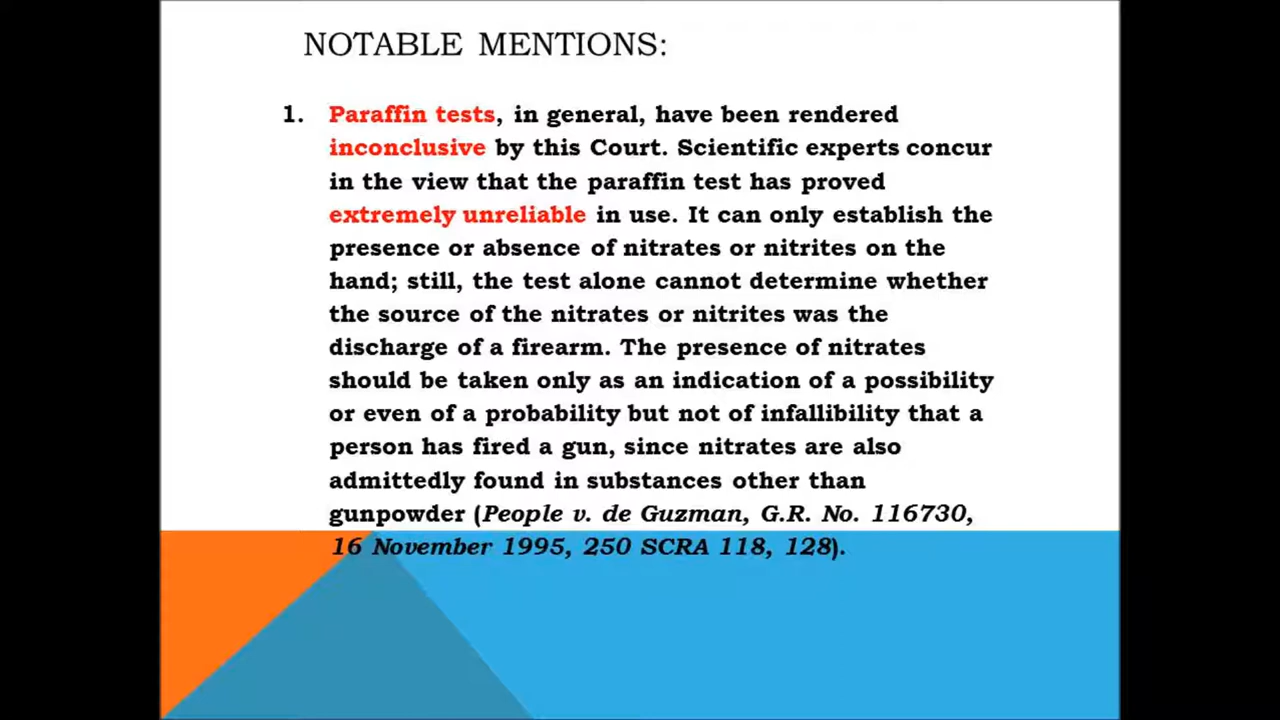 NOTABLE MENTIONS:
1. Paraffin tests, in general, have been rendered
inconclusive by this Court. Scientific experts concur
in the view that the paraffin test has proved
extremely unreliable in use. It can only establish the
presence or absence of nitrates or nitrites on the
hand; still, the test alone cannot determine whether
the source of the nitrates or nitrites was the
discharge of a firearm. The presence of nitrates
should be taken only as an indication of a possibility
or even of a probability but not of infallibility that a
person has fired a gun, since nitrates are also
admittedly found in substances other than
gunpowder (People v. de Guzman, G.R. No. 116730,
16 November 1995, 250 SCRA 118, 128).